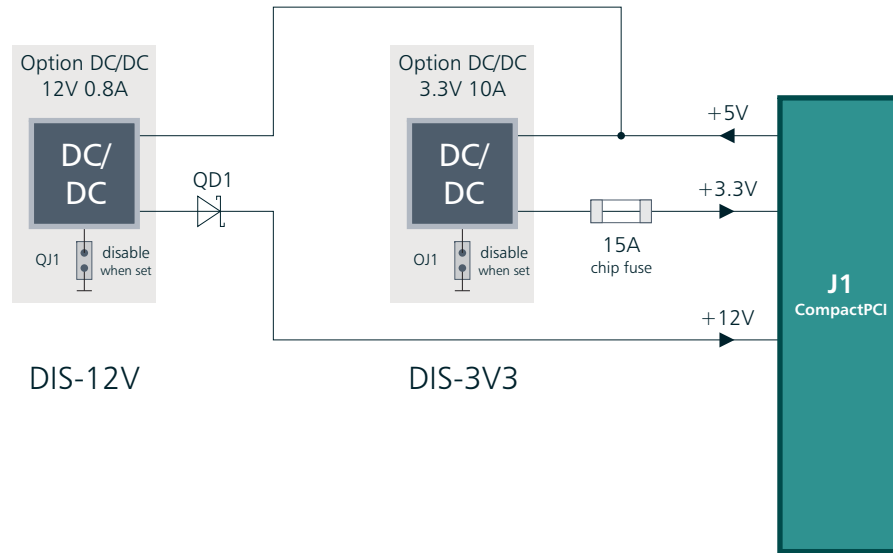 Option DC/DC
12V 0.8A
DC/
DC
QD1
QJ1
disable
when set
DIS-12V
Option DC/DC
3.3V 10A
DC/
DC
OJ1
disable
when set
DIS-3V3
15A
chip fuse
+5V
+3.3V
+12V
J1
CompactPCI